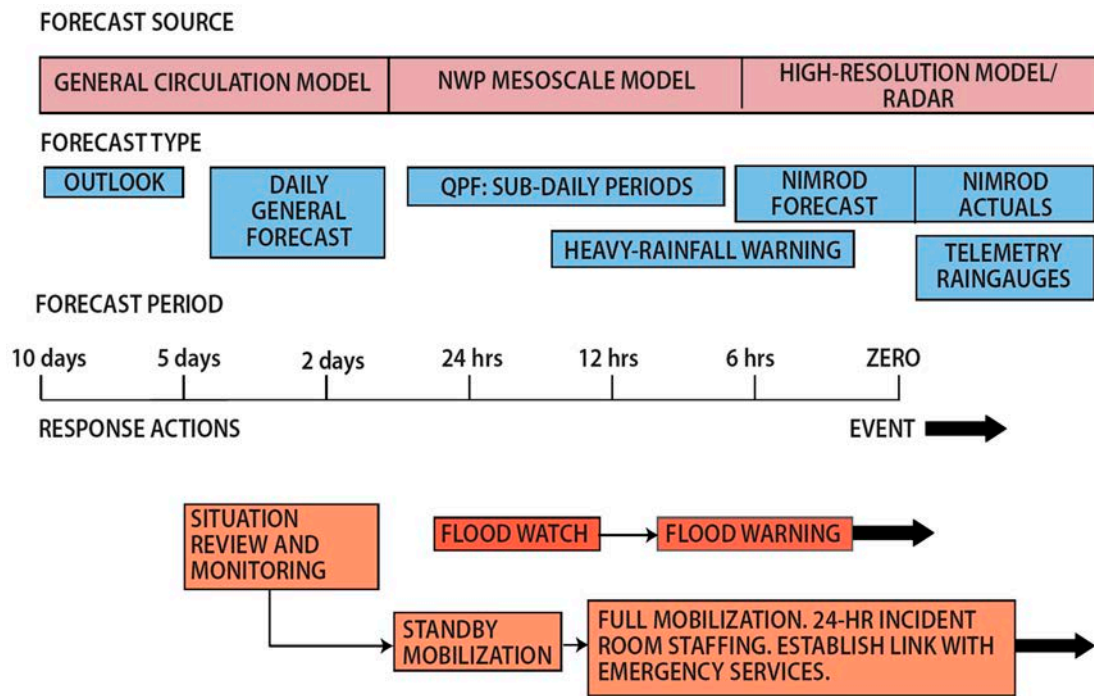 FORECAST SOURCE
GENERAL CIRCULATION MODEL
NWP MESOSCALE MODEL
HIGH-RESOLUTION MODEL/
RADAR
FORECAST TYPE
OUTLOOK
DAILY
GENERAL
FORECAST
QPF: SUB-DAILY PERIODS
HEAVY-RAINFALL WARNING
NIMROD
FORECAST
NIMROD
ACTUALS
TELEMETRY
RAINGAUGES
FORECAST PERIOD
10 days
5 days
2 days
24 hrs
12 hrs
6 hrs
ZERO
RESPONSE ACTIONS
EVENT
SITUATION
REVIEW AND
MONITORING
FLOOD WATCH
FLOOD WARNING
STANDBY
MOBILIZATION
FULL MOBILIZATION. 24-HR INCIDENT
ROOM STAFFING. ESTABLISH LINK WITH
EMERGENCY SERVICES.